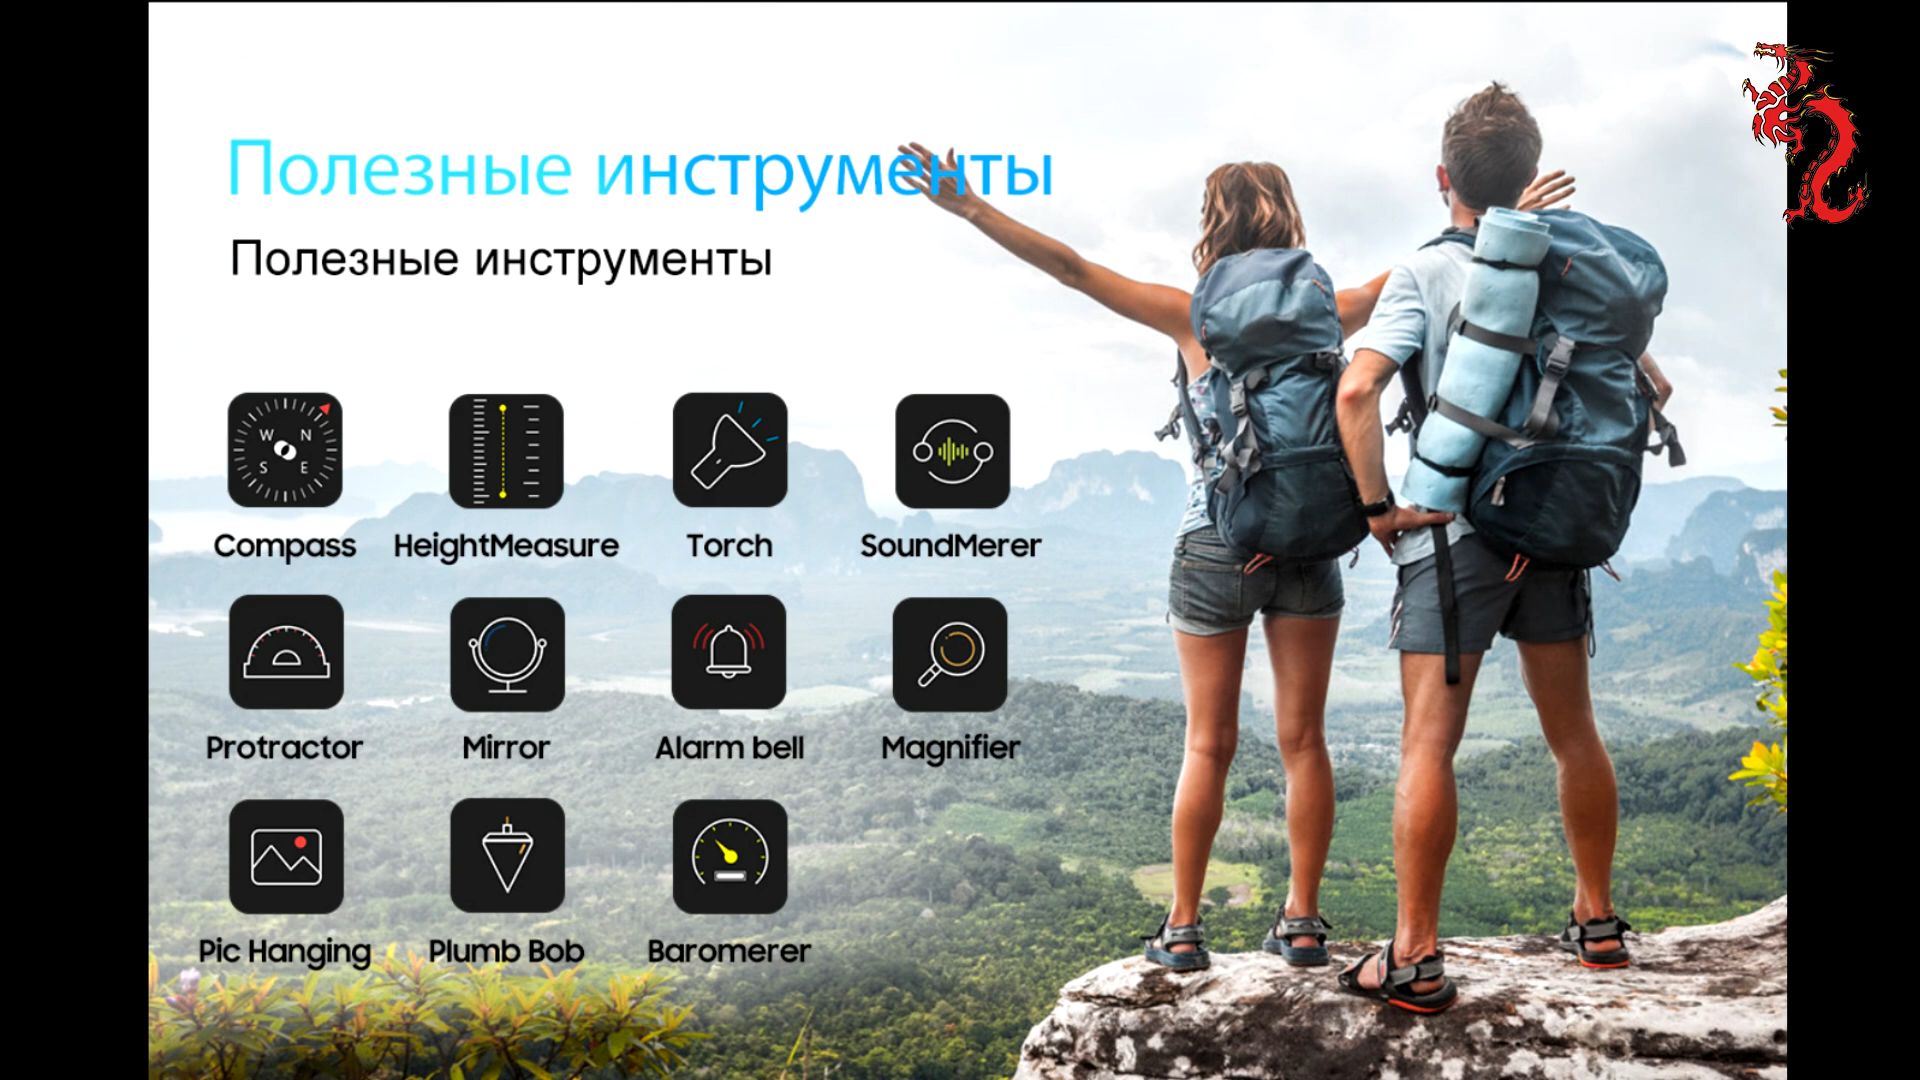 Полезные инструменты
Полезные инструменты
W N
S E
Compass HeightMeasure Torch SoundMerer
Protractor Mirror Alarm bell Magnifier
Pic Hanging Plumb Bob Baromerer